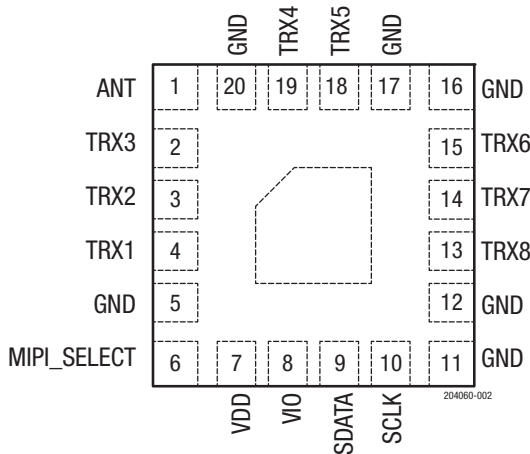 GND TRX4 TRX5 GND
ANT 1 20 19 18 17 16 GND
TRX3 2 15 TRX6
TRX2 3 14 TRX7
TRX1 4 13 TRX8
GND 5 12 GND
MIPI_SELECT 6 7 8 9 10 11 GND
204060-002
VDD VIO SDATA SCLK